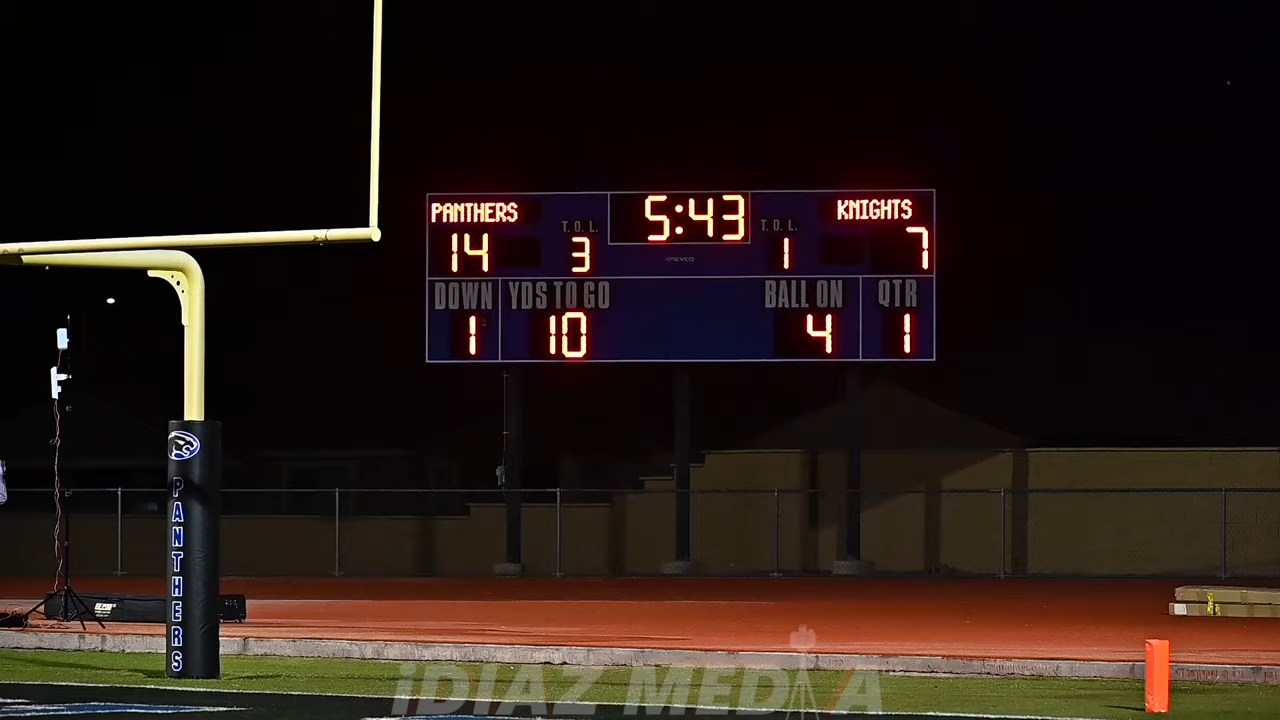 PANTHERS 5:43 KNIGHTS
T.O.L. T.O.L.
14 3 1 7
NEVCO
DOWN YDS TO GO BALL ON QTR
1 10 4 1
PANTHERS
iDIAZ MEDIA